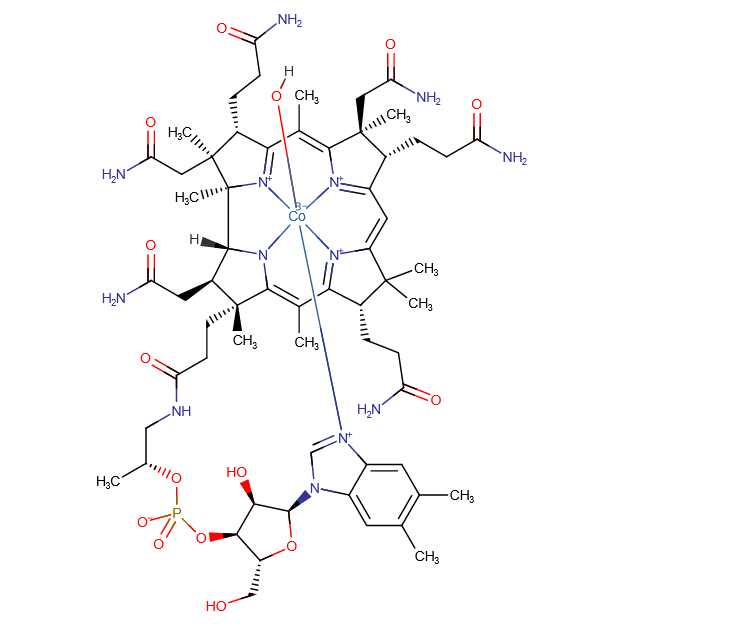 O NH2
O
H
O CH3
NH2
O
O H3C CH3
NH2
H2N N+ N+
H3C
3−
Co
H
O N N+
CH3
H2N CH3
CH3 CH3
O
NH H2N O
N+
HO
H3C O N CH3
O− P
O O O
CH3
HO